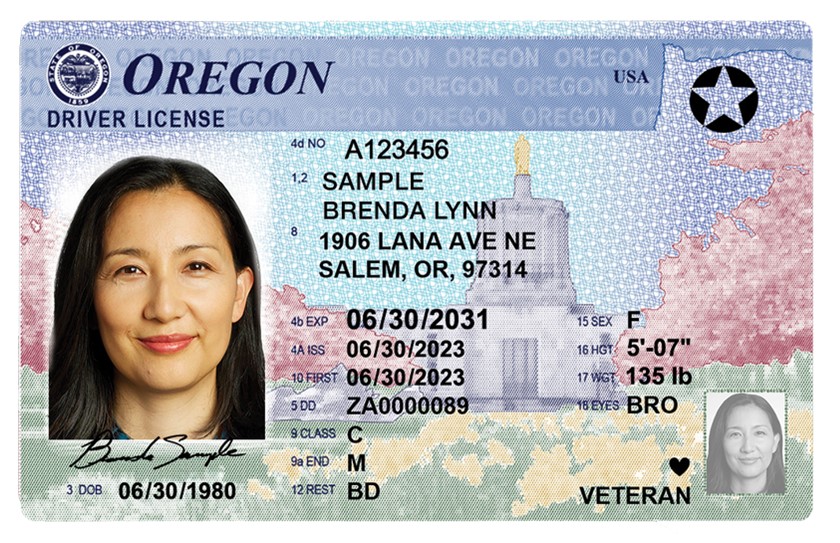 STATE OF OREGON
1859
OREGON
USA
DRIVER LICENSE
4d NO A123456
1,2 SAMPLE
BRENDA LYNN
8 1906 LANA AVE NE
SALEM, OR, 97314
4b EXP 06/30/2031 15 SEX F
4A ISS 06/30/2023 16 HGT 5'-07"
10 FIRST 06/30/2023 17 WGT 135 lb
5 DD ZA0000089 18 EYES BRO
9 CLASS C
9a END M
12 REST BD
Brenda Sample
3 DOB 06/30/1980
VETERAN